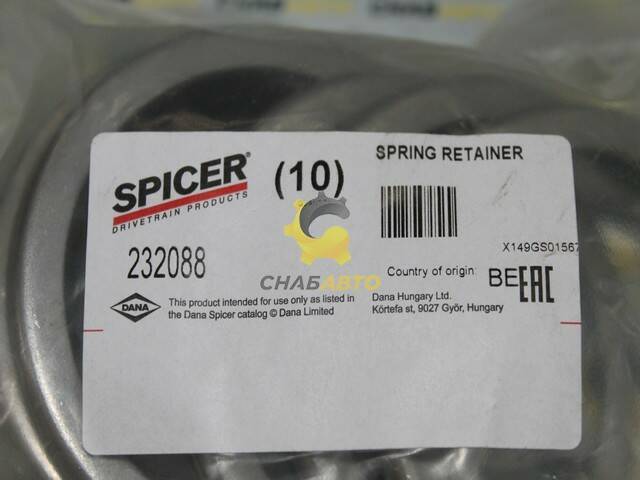 SPICER®
DRIVETRAIN PRODUCTS
(10)
SPRING RETAINER
X149GS01567
232088
Country of origin: BE
EAC
СНАБАВТО
DANA
This product intended for use only as listed in
the Dana Spicer catalog © Dana Limited
Dana Hungary Ltd.
Körtefa st, 9027 Győr, Hungary